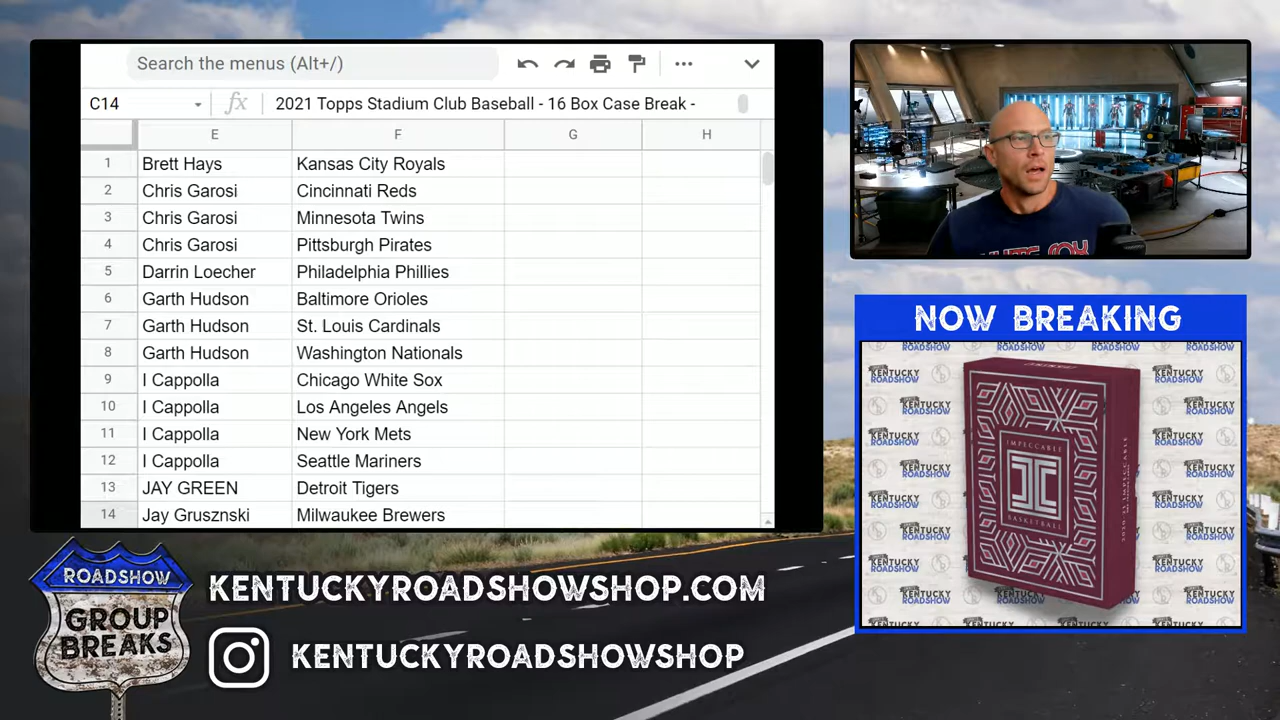 Search the menus (Alt+/)
C14
fx
2021 Topps Stadium Club Baseball - 16 Box Case Break -
E F G H
1 Brett Hays Kansas City Royals
2 Chris Garosi Cincinnati Reds
3 Chris Garosi Minnesota Twins
4 Chris Garosi Pittsburgh Pirates
5 Darrin Loecher Philadelphia Phillies
6 Garth Hudson Baltimore Orioles
7 Garth Hudson St. Louis Cardinals
8 Garth Hudson Washington Nationals
9 I Cappolla Chicago White Sox
10 I Cappolla Los Angeles Angels
11 I Cappolla New York Mets
12 I Cappolla Seattle Mariners
13 JAY GREEN Detroit Tigers
14 Jay Grusznski Milwaukee Brewers
NOW BREAKING
KENTUCKY
ROADSHOW
IMPECCABLE
BASKETBALL
ROADSHOW
GROUP
BREAKS
KENTUCKYROADSHOWSHOP.COM
KENTUCKYROADSHOWSHOP